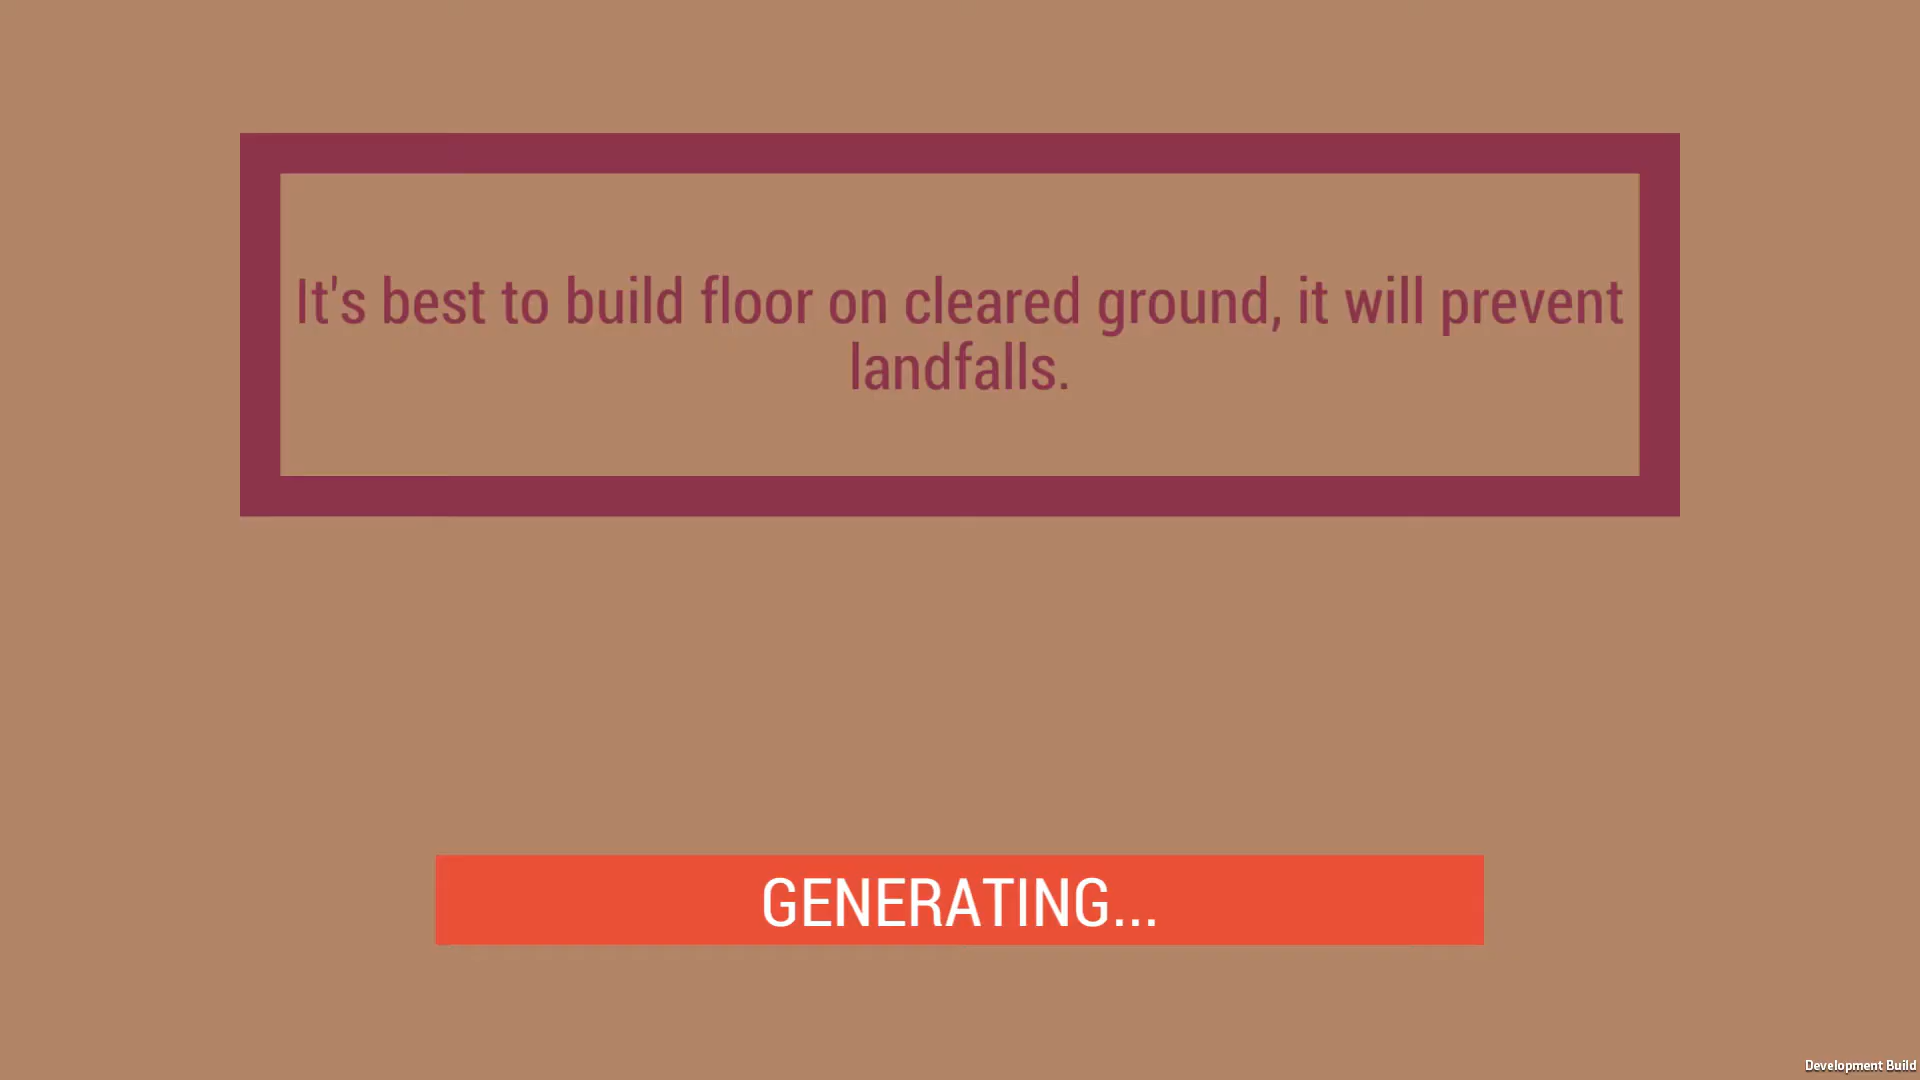 It's best to build floor on cleared ground, it will prevent
landfalls.
GENERATING...
Development Build